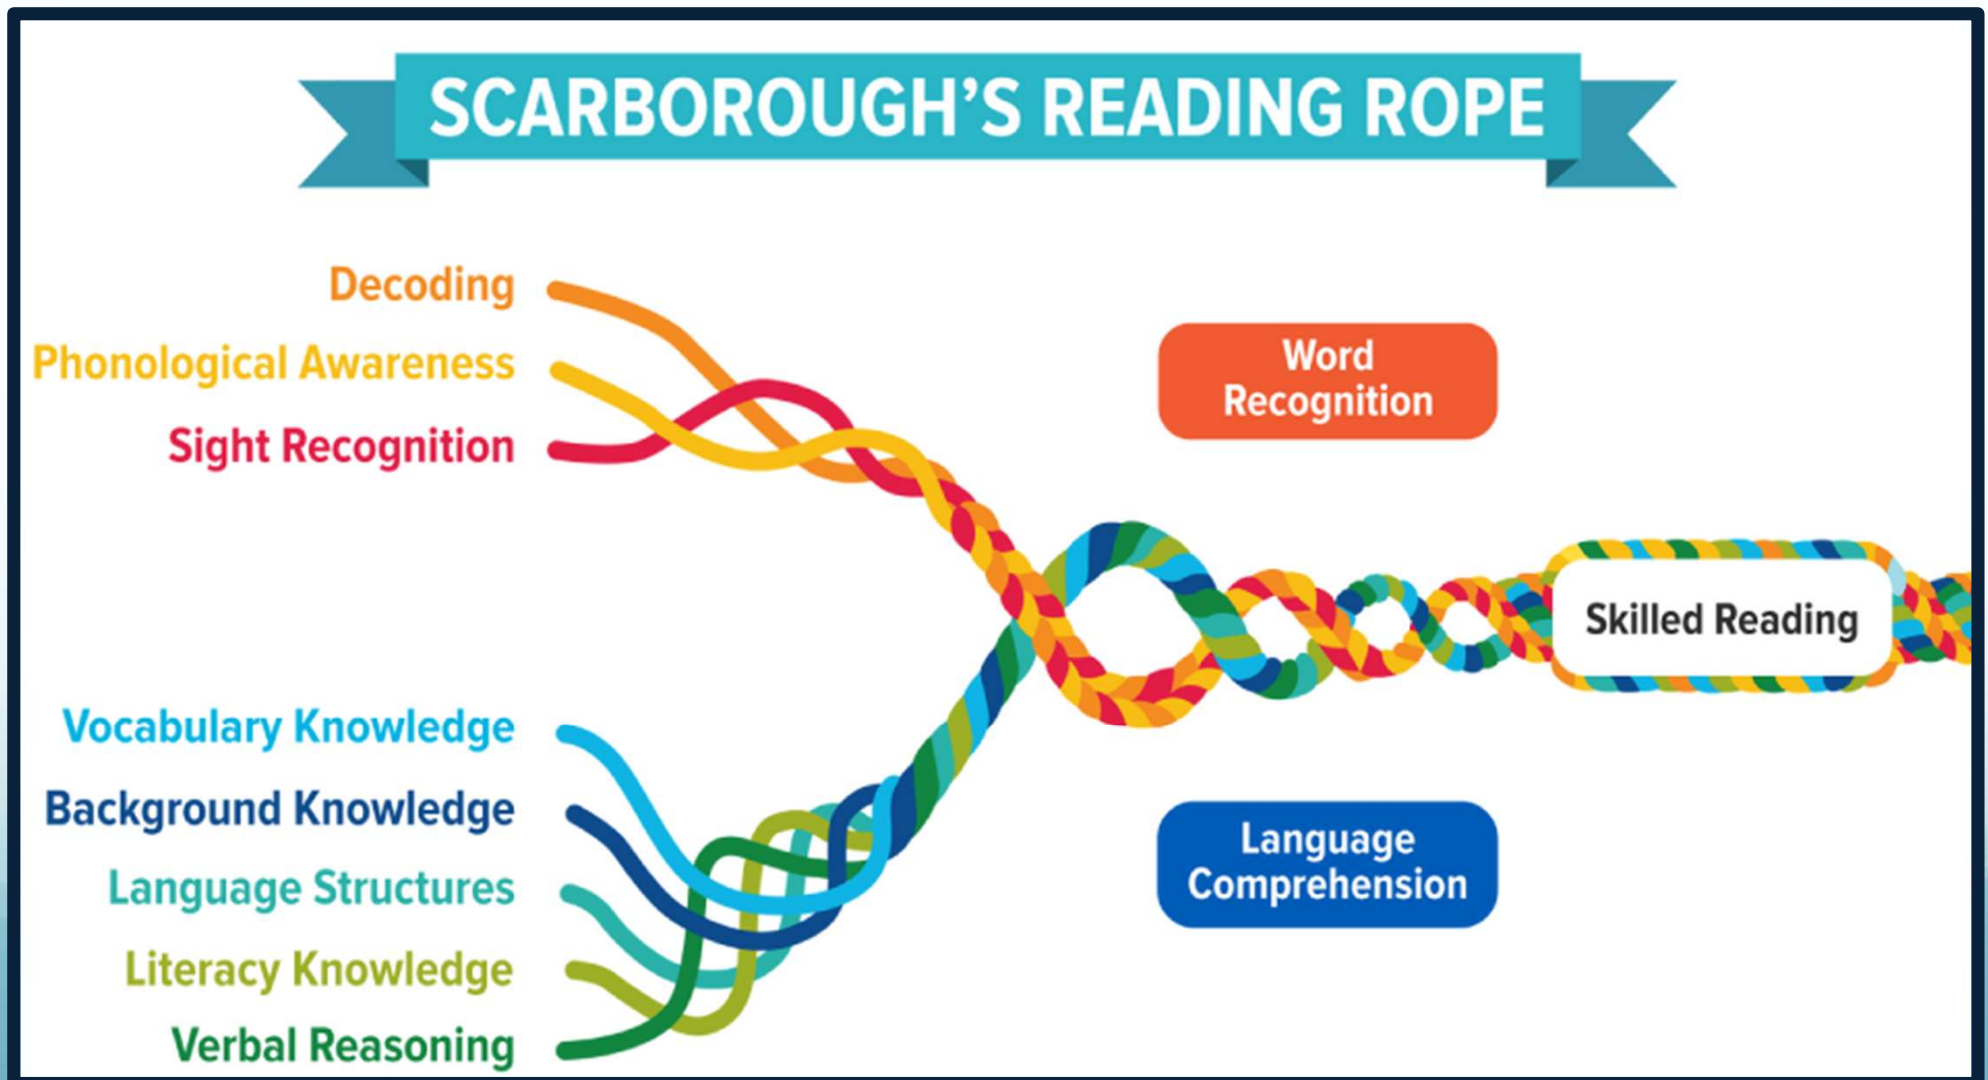 SCARBOROUGH’S READING ROPE
Decoding
Phonological Awareness
Sight Recognition
Word
Recognition
Skilled Reading
Vocabulary Knowledge
Background Knowledge
Language Structures
Literacy Knowledge
Verbal Reasoning
Language
Comprehension